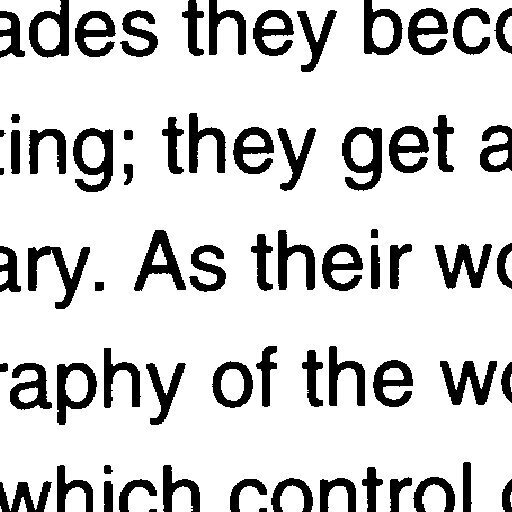 ades they beco
ting; they get a
ary. As their wo
raphy of the wo
which control